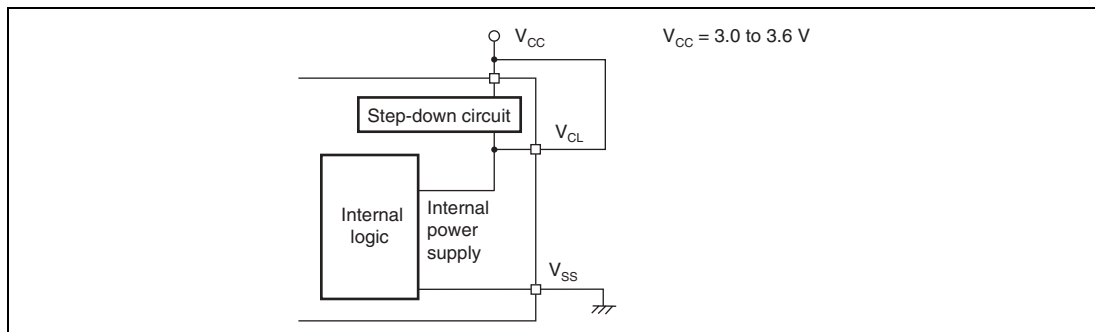 V_CC
V_CC = 3.0 to 3.6 V
Step-down circuit
V_CL
Internal
logic
Internal
power
supply
V_SS